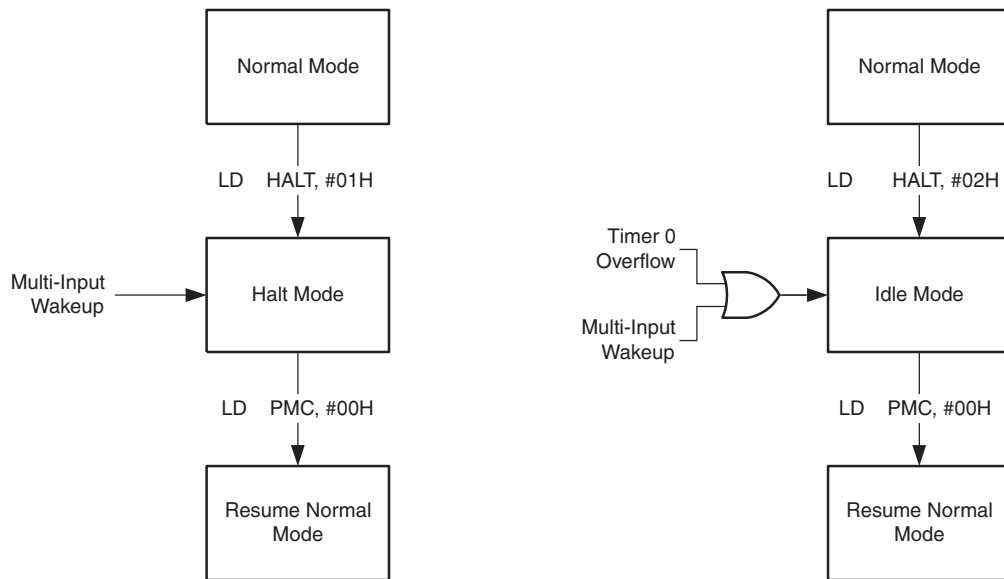 Normal Mode
LD HALT, #01H
Multi-Input
Wakeup
Halt Mode
LD PMC, #00H
Resume Normal
Mode
Normal Mode
LD HALT, #02H
Timer 0
Overflow
Multi-Input
Wakeup
Idle Mode
LD PMC, #00H
Resume Normal
Mode